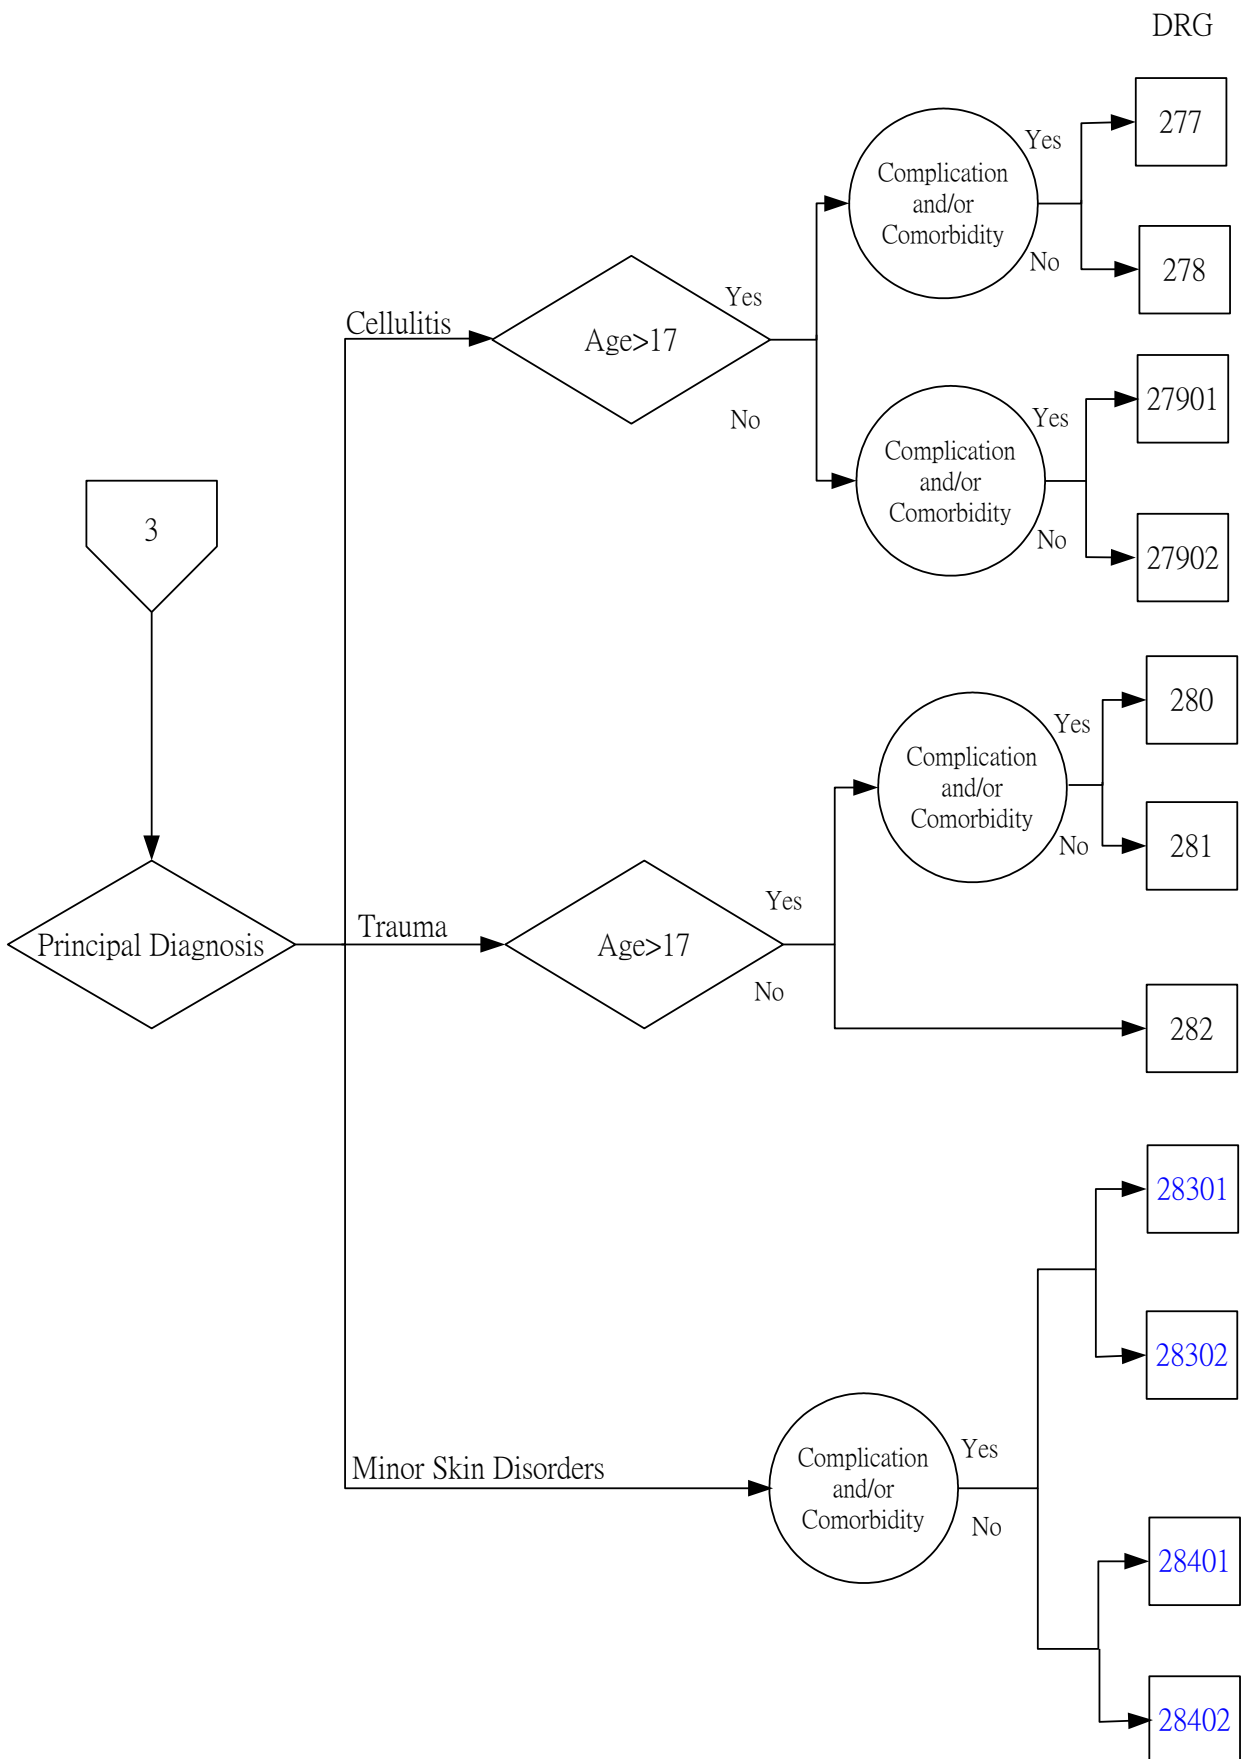 DRG
277
Yes
Complication
and/or
Comorbidity
No
278
Cellulitis
Age>17
Yes
No
27901
Yes
Complication
and/or
Comorbidity
No
27902
3
280
Yes
Complication
and/or
Comorbidity
No
281
Principal Diagnosis
Trauma
Age>17
Yes
No
282
28301
28302
Minor Skin Disorders
Complication
and/or
Comorbidity
Yes
No
28401
28402